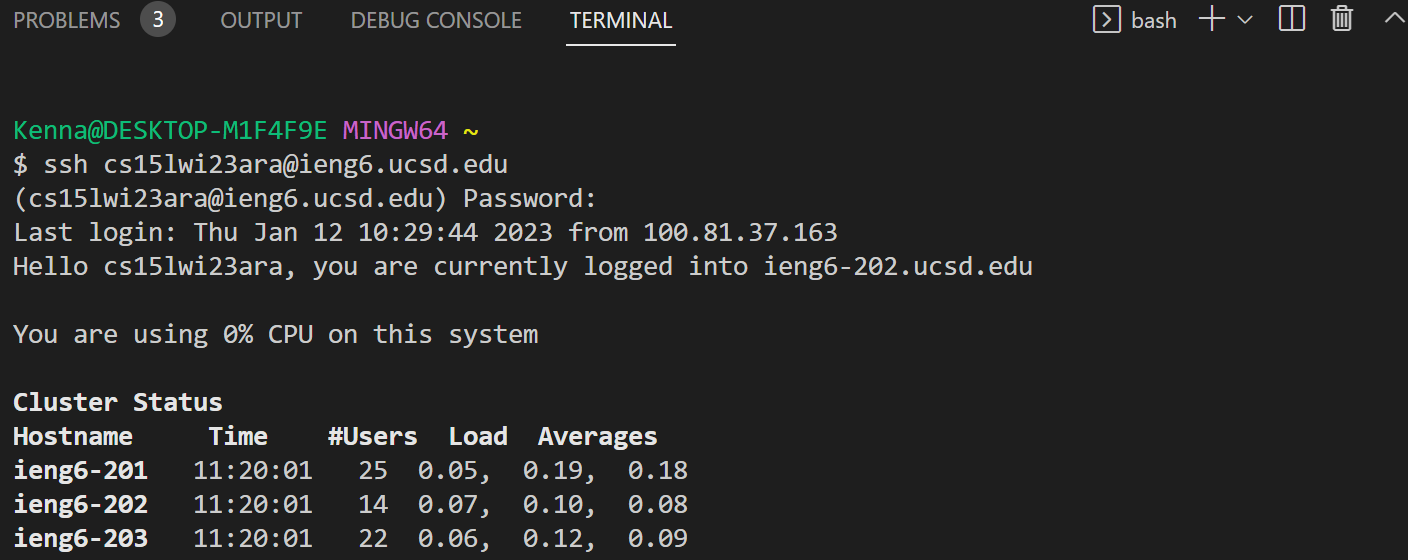 PROBLEMS 3 OUTPUT DEBUG CONSOLE TERMINAL bash
Kenna@DESKTOP-M1F4F9E MINGW64 ~
$ ssh cs15lwi23ara@ieng6.ucsd.edu
(cs15lwi23ara@ieng6.ucsd.edu) Password:
Last login: Thu Jan 12 10:29:44 2023 from 100.81.37.163
Hello cs15lwi23ara, you are currently logged into ieng6-202.ucsd.edu
You are using 0% CPU on this system
Cluster Status
Hostname     Time    #Users  Load  Averages
ieng6-201   11:20:01   25  0.05,  0.19,  0.18
ieng6-202   11:20:01   14  0.07,  0.10,  0.08
ieng6-203   11:20:01   22  0.06,  0.12,  0.09